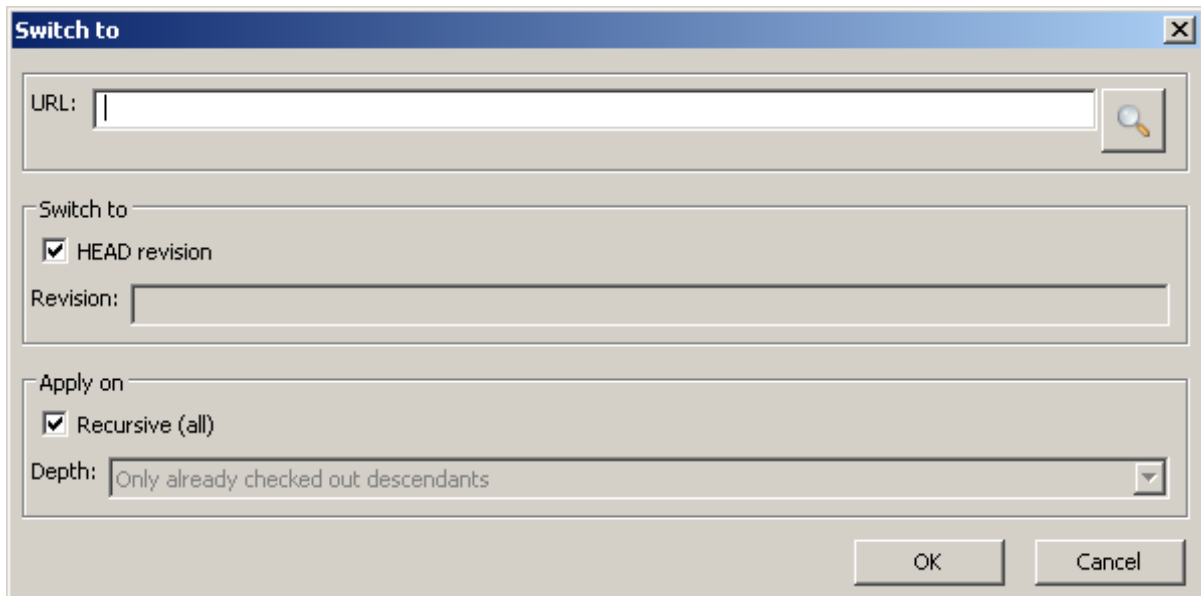 Switch to
URL:
Switch to
HEAD revision
Revision:
Apply on
Recursive (all)
Depth: Only already checked out descendants
OK Cancel